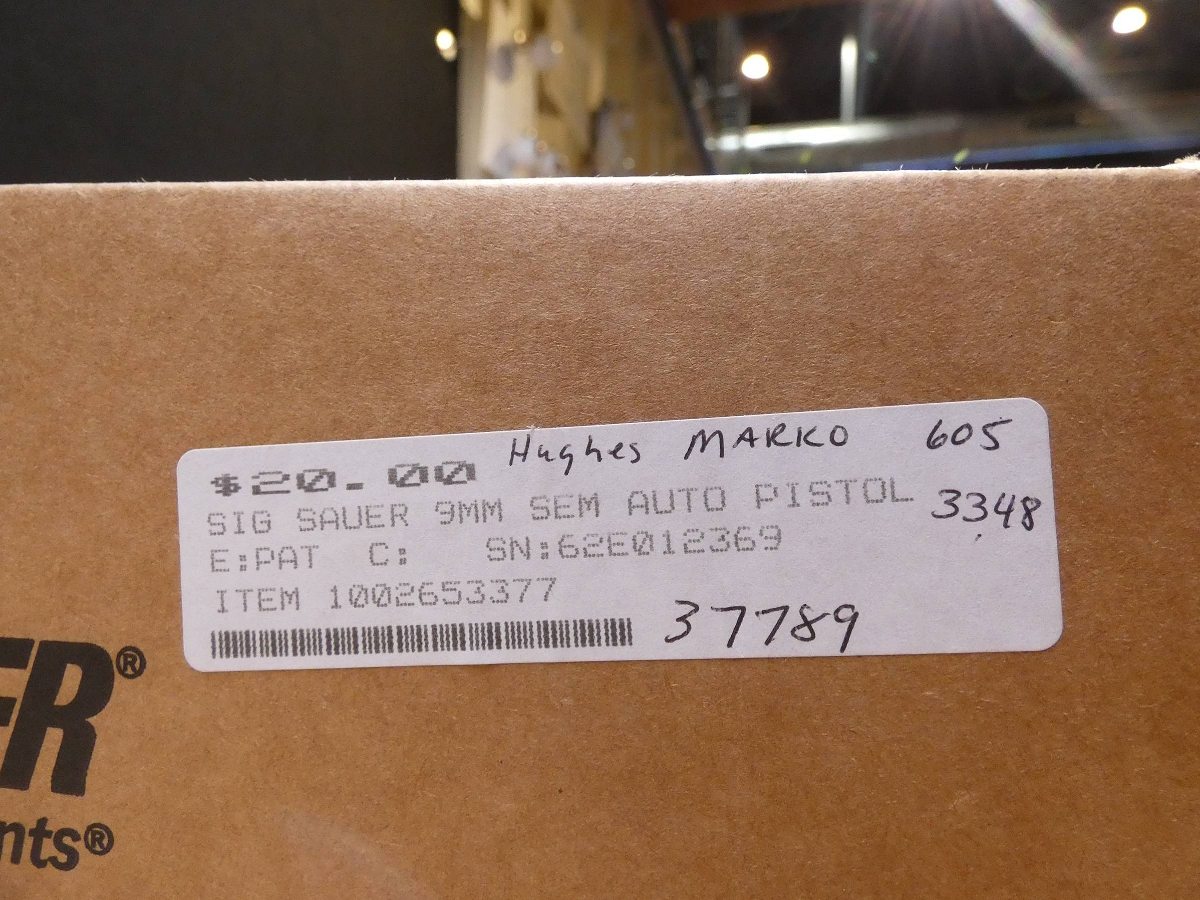 $20.00 Hughes MARKO 605
SIG SAUER 9MM SEM AUTO PISTOL 3348
E:PAT C: SN:62E012369
ITEM 1002653377
37789
ER®
nts®